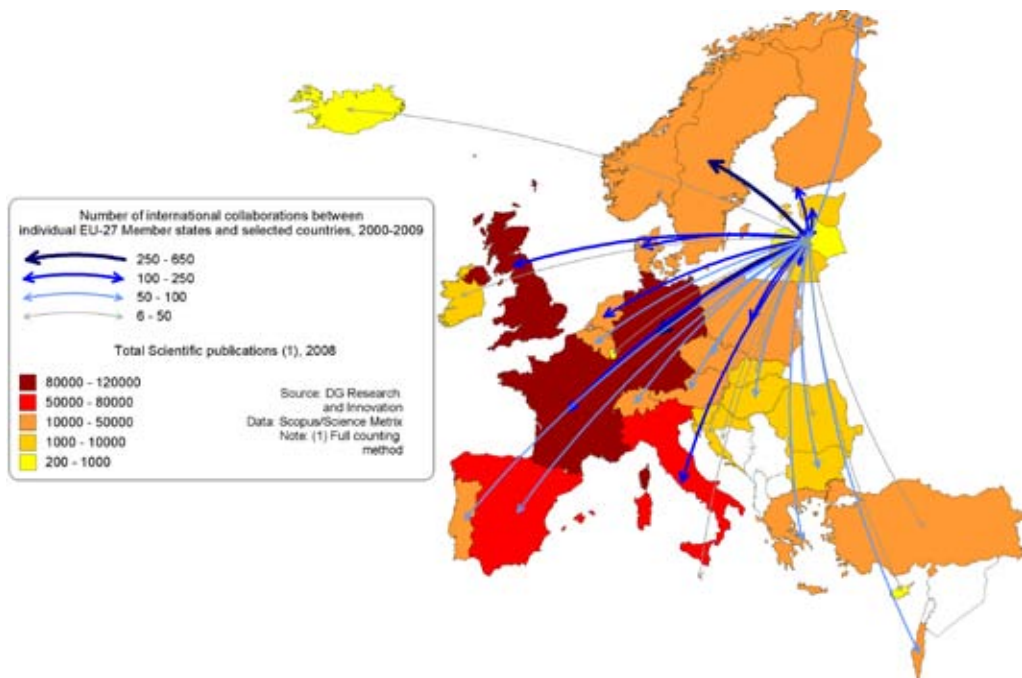 Number of international collaborations between
individual EU-27 Member states and selected countries, 2000-2009
250 - 650
100 - 250
50 - 100
6 - 50
Total Scientific publications (1), 2008
80000 - 120000
50000 - 80000
10000 - 50000
1000 - 10000
200 - 1000
Source: DG Research
and Innovation
Data: Scopus/Science Metrix
Note: (1) Full counting
method